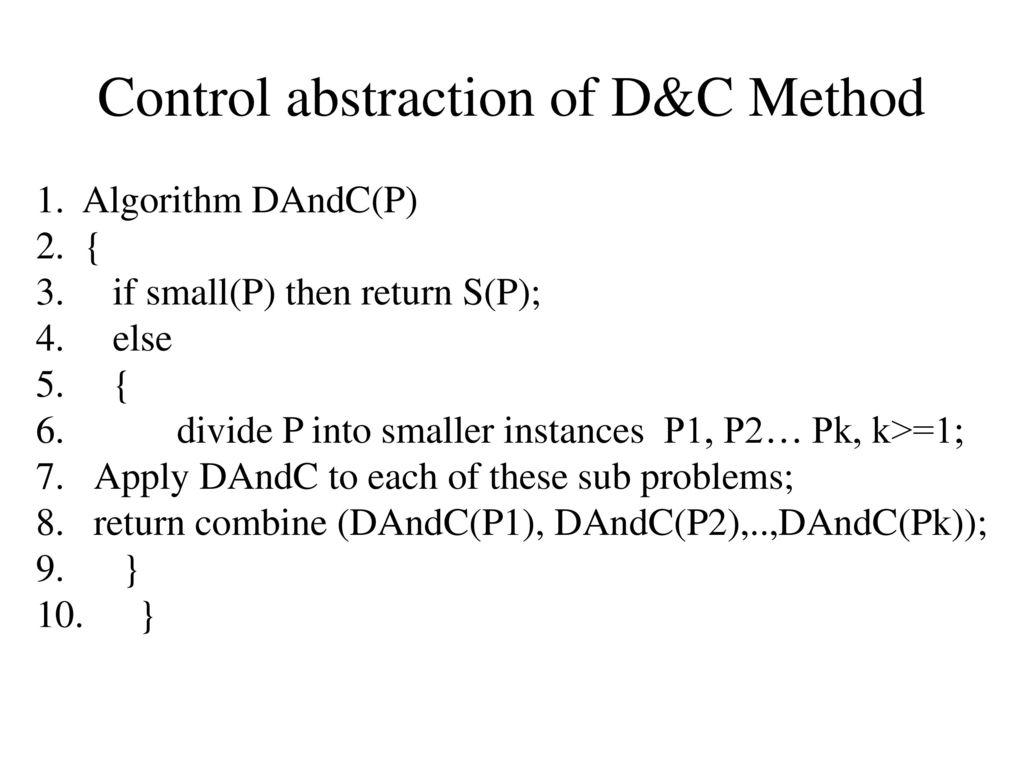 Control abstraction of D&C Method
1. Algorithm DAndC(P)
2. {
3. if small(P) then return S(P);
4. else
5. {
6. divide P into smaller instances P1, P2… Pk, k>=1;
7. Apply DAndC to each of these sub problems;
8. return combine (DAndC(P1), DAndC(P2),..,DAndC(Pk));
9. }
10. }